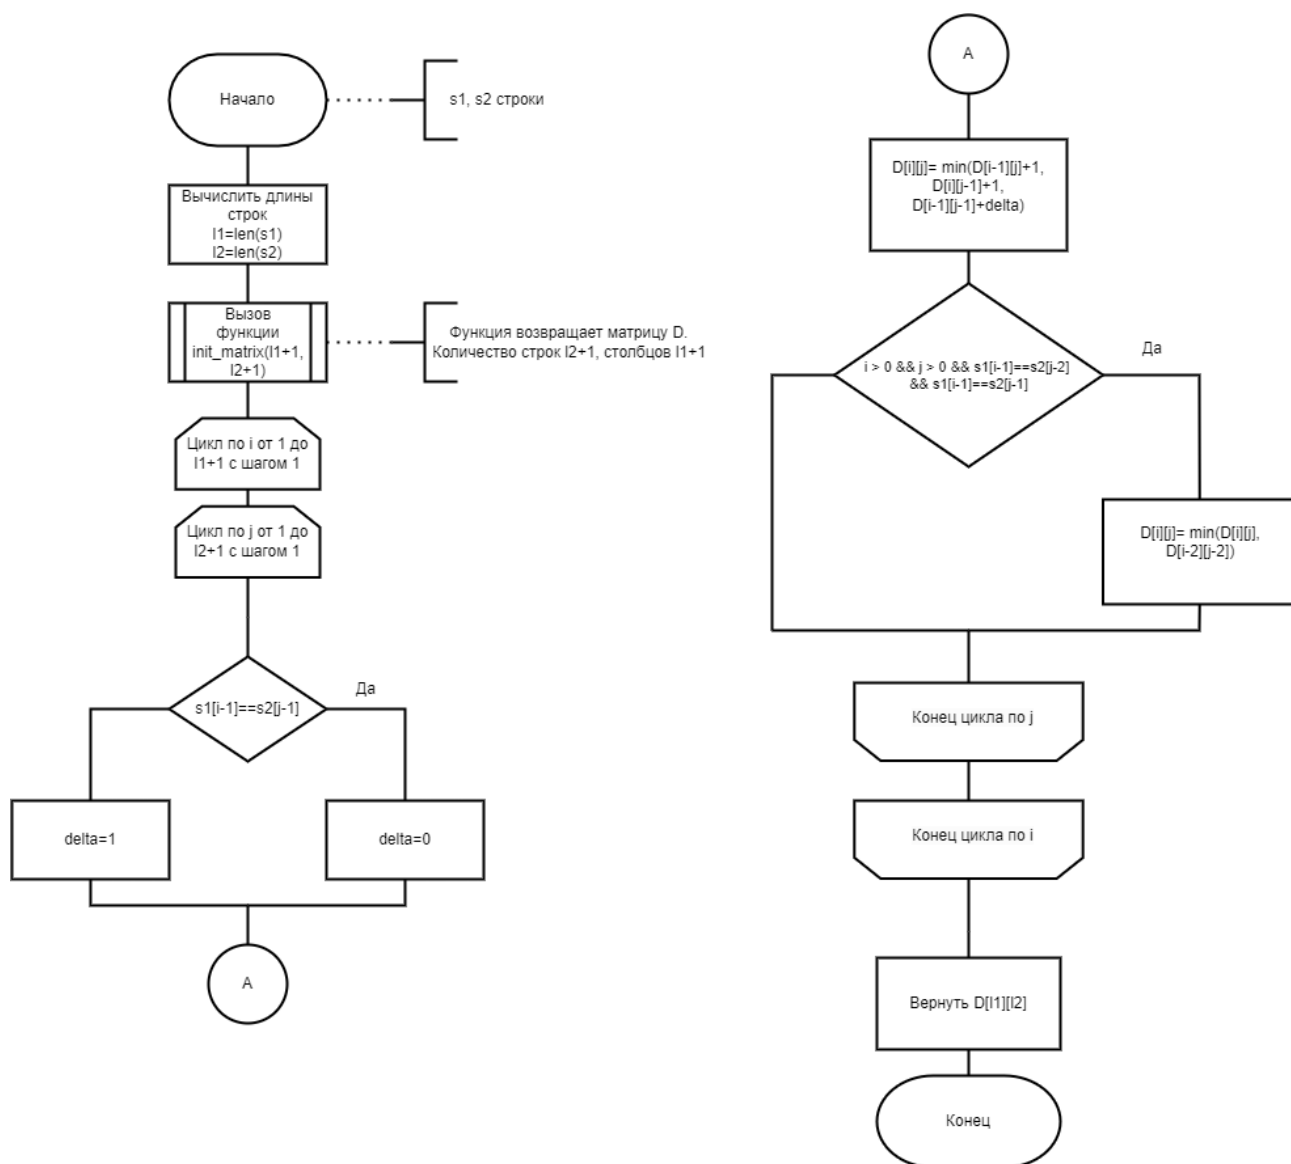 Начало
s1, s2 строки
Вычислить длины
строк
l1=len(s1)
l2=len(s2)
Вызов
функции
init_matrix(l1+1,
l2+1)
Функция возвращает матрицу D.
Количество строк l2+1, столбцов l1+1
Цикл по i от 1 до
l1+1 с шагом 1
Цикл по j от 1 до
l2+1 с шагом 1
s1[i-1]==s2[j-1]
Да
delta=1
delta=0
A
A
D[i][j]= min(D[i-1][j]+1,
D[i][j-1]+1,
D[i-1][j-1]+delta)
i > 0 && j > 0 && s1[i-1]==s2[j-2]
&& s1[i-1]==s2[j-1]
Да
D[i][j]= min(D[i][j],
D[i-2][j-2])
Конец цикла по j
Конец цикла по i
Вернуть D[l1][l2]
Конец